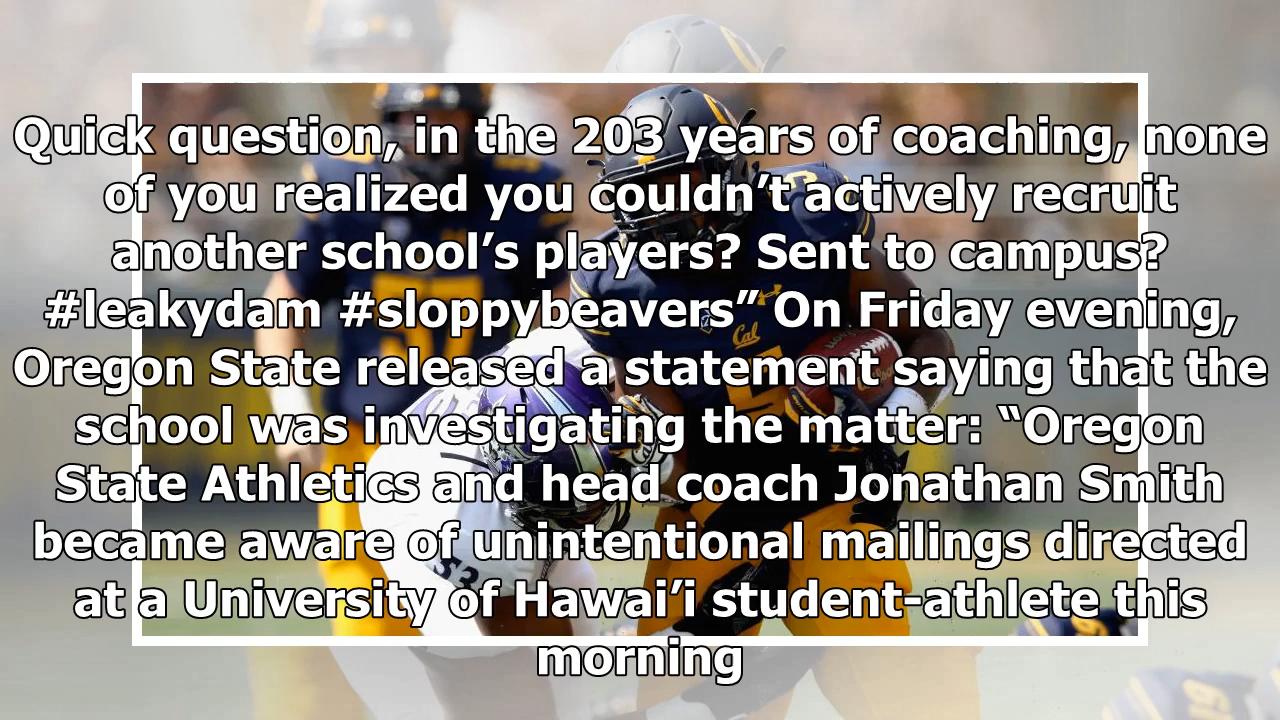 Quick question, in the 203 years of coaching, none
of you realized you couldn’t actively recruit
another school’s players? Sent to campus?
#leakydam #sloppybeavers” On Friday evening,
Oregon State released a statement saying that the
school was investigating the matter: “Oregon
State Athletics and head coach Jonathan Smith
became aware of unintentional mailings directed
at a University of Hawai’i student-athlete this
morning
Cal
53